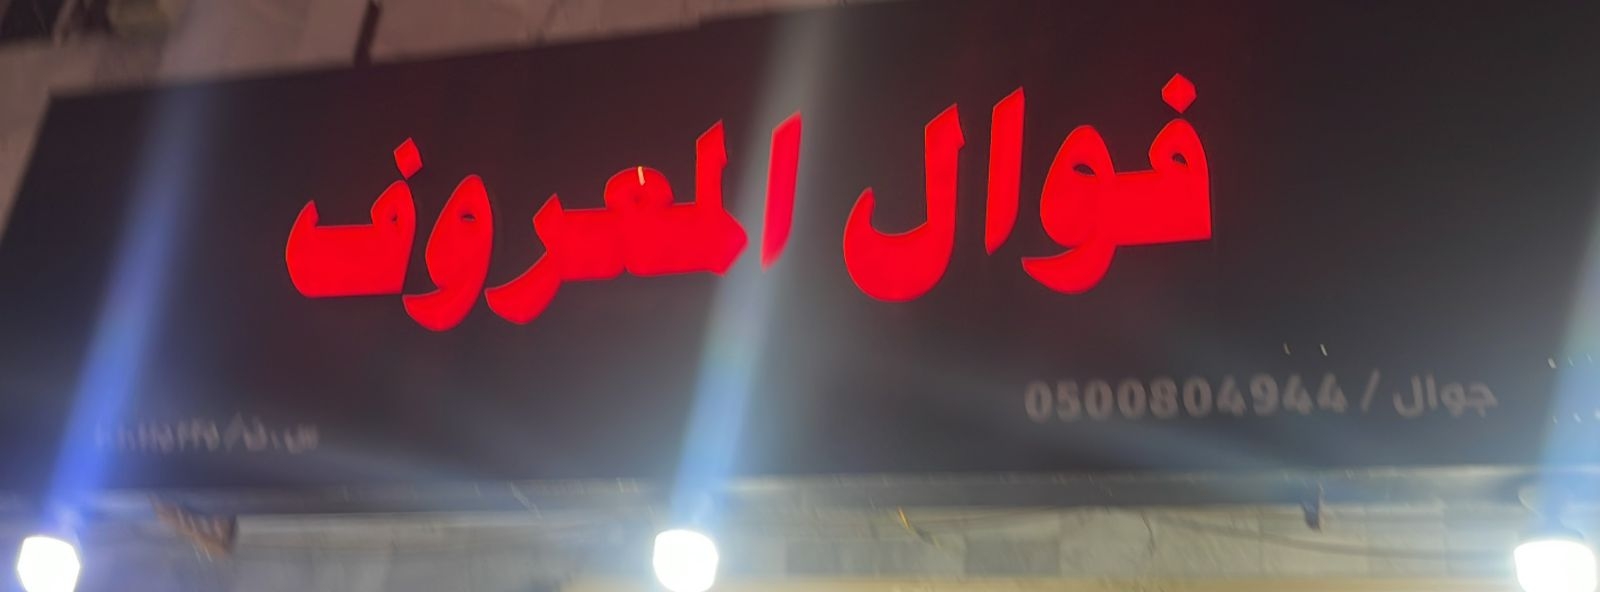 فوال المعروف
جوال / 0500804944
س.ت/